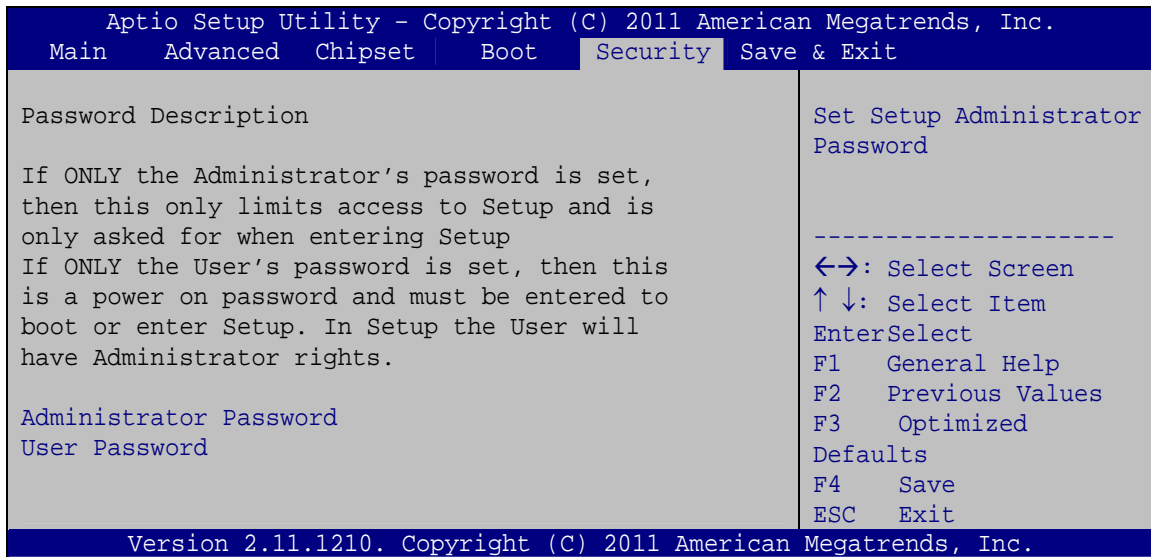 Aptio Setup Utility – Copyright (C) 2011 American Megatrends, Inc.
Main Advanced Chipset Boot Security Save & Exit
Password Description
If ONLY the Administrator’s password is set,
then this only limits access to Setup and is
only asked for when entering Setup
If ONLY the User’s password is set, then this
is a power on password and must be entered to
boot or enter Setup. In Setup the User will
have Administrator rights.
Administrator Password
User Password
Set Setup Administrator
Password
---------------------
←→: Select Screen
↑ ↓: Select Item
EnterSelect
F1 General Help
F2 Previous Values
F3 Optimized
Defaults
F4 Save
ESC Exit
Version 2.11.1210. Copyright (C) 2011 American Megatrends, Inc.